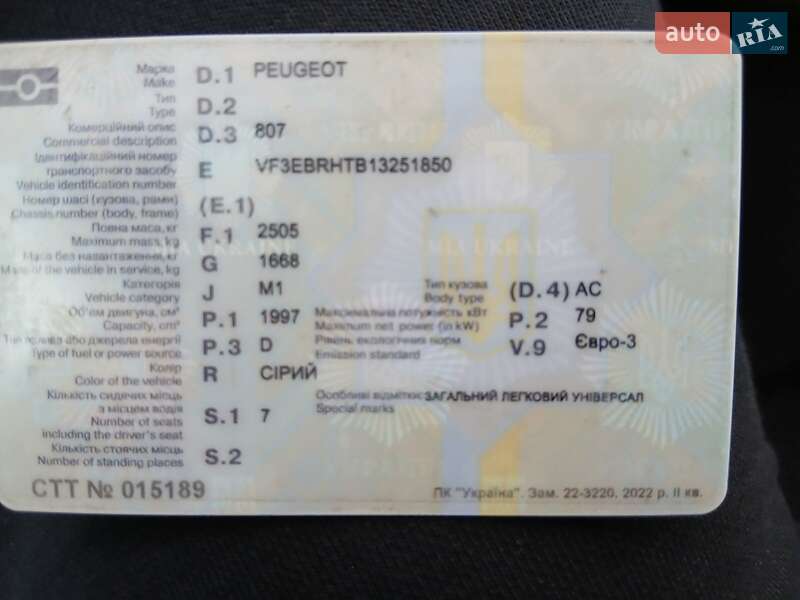 auto RIA.com
Марка
Make D.1 PEUGEOT
Тип
Type D.2
Комерційний опис
Commercial description D.3 807
Ідентифікаційний номер
транспортного засобу
Vehicle identification number E VF3EBRHTB13251850
Номер шасі (кузова, рами)
Chassis number (body, frame) (E.1)
Повна маса, кг
Maximum mass, kg F.1 2505
Маса без навантаження, кг
Mass of the vehicle in service, kg G 1668
MIA UKRAINE
Категорія
Vehicle category J M1
Тип кузова
Body type (D.4) AC
Об'єм двигуна, см³
Capacity, cm³ P.1 1997
Максимальна потужність кВт
Maximum net power (in kW) P.2 79
Тип палива або джерела енергії
Type of fuel or power source P.3 D
Рівень екологічних норм
Emission standard V.9 Євро-3
Колір
Color of the vehicle R СІРИЙ
Кількість сидячих місць
з місцем водія
Number of seats
including the driver's seat S.1 7
Особливі відмітки: ЗАГАЛЬНИЙ ЛЕГКОВИЙ УНІВЕРСАЛ
Special marks
Кількість стоячих місць
Number of standing places S.2
СТТ № 015189
ПК "Україна". Зам. 22-3220, 2022 р. II кв.